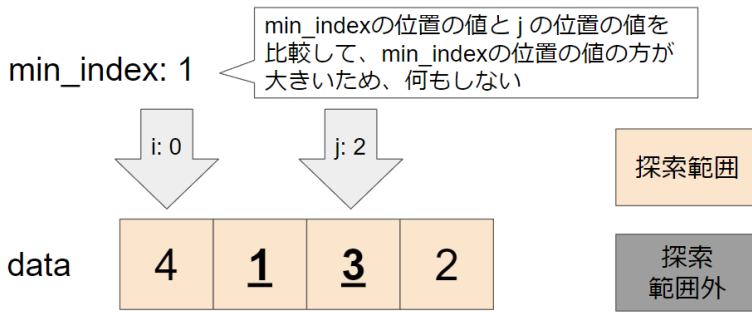 min_indexの位置の値と j の位置の値を
比較して、min_indexの位置の値の方が
大きいため、何もしない
min_index: 1
i: 0
j: 2
探索範囲
data
4
1
3
2
探索
範囲外